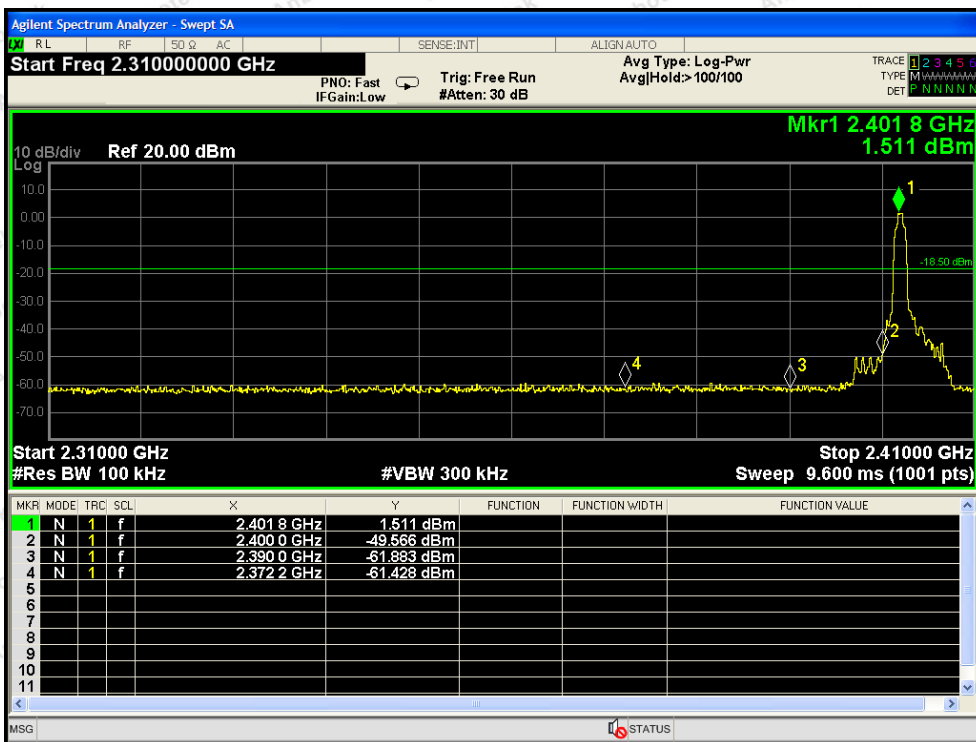 Agilent Spectrum Analyzer - Swept SA
LXI RL RF 50 Ω AC SENSE:INT ALIGN AUTO
Start Freq 2.310000000 GHz
PNO: Fast
IFGain:Low
Trig: Free Run
#Atten: 30 dB
Avg Type: Log-Pwr
Avg|Hold:>100/100
TRACE 1 2 3 4 5 6
TYPE M
DET P N N N N N
Mkr1 2.401 8 GHz
1.511 dBm
10 dB/div Ref 20.00 dBm
Log
10.0
0.00
-10.0
-20.0
-30.0
-40.0
-50.0
-60.0
-70.0
1
-18.50 dBm
2
3
4
Start 2.31000 GHz Stop 2.41000 GHz
#Res BW 100 kHz #VBW 300 kHz Sweep 9.600 ms (1001 pts)
MKR MODE TRC SCL X Y FUNCTION FUNCTION WIDTH FUNCTION VALUE
1 N 1 f 2.401 8 GHz 1.511 dBm
2 N 1 f 2.400 0 GHz -49.566 dBm
3 N 1 f 2.390 0 GHz -61.883 dBm
4 N 1 f 2.372 2 GHz -61.428 dBm
5
6
7
8
9
10
11
MSG STATUS